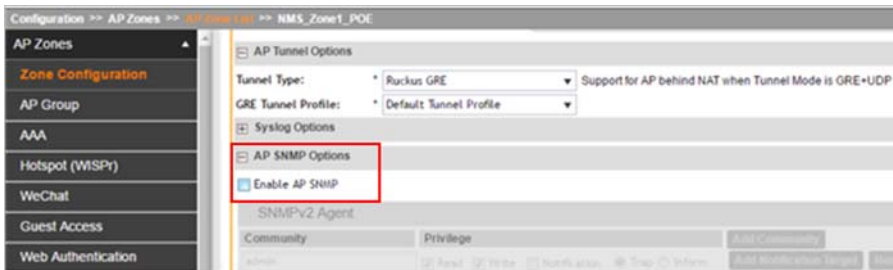 Configuration >> AP Zones >> AP Zone List >> NMS_Zone1_POE
AP Zones
Zone Configuration
AP Group
AAA
Hotspot (WISPr)
WeChat
Guest Access
Web Authentication
AP Tunnel Options
Tunnel Type: * Ruckus GRE Support for AP behind NAT when Tunnel Mode is GRE+UDP
GRE Tunnel Profile: * Default Tunnel Profile
Syslog Options
AP SNMP Options
Enable AP SNMP
SNMPv2 Agent
Community Privilege Add Community
admin Read Write Notification Trap Inform Add Notification Target